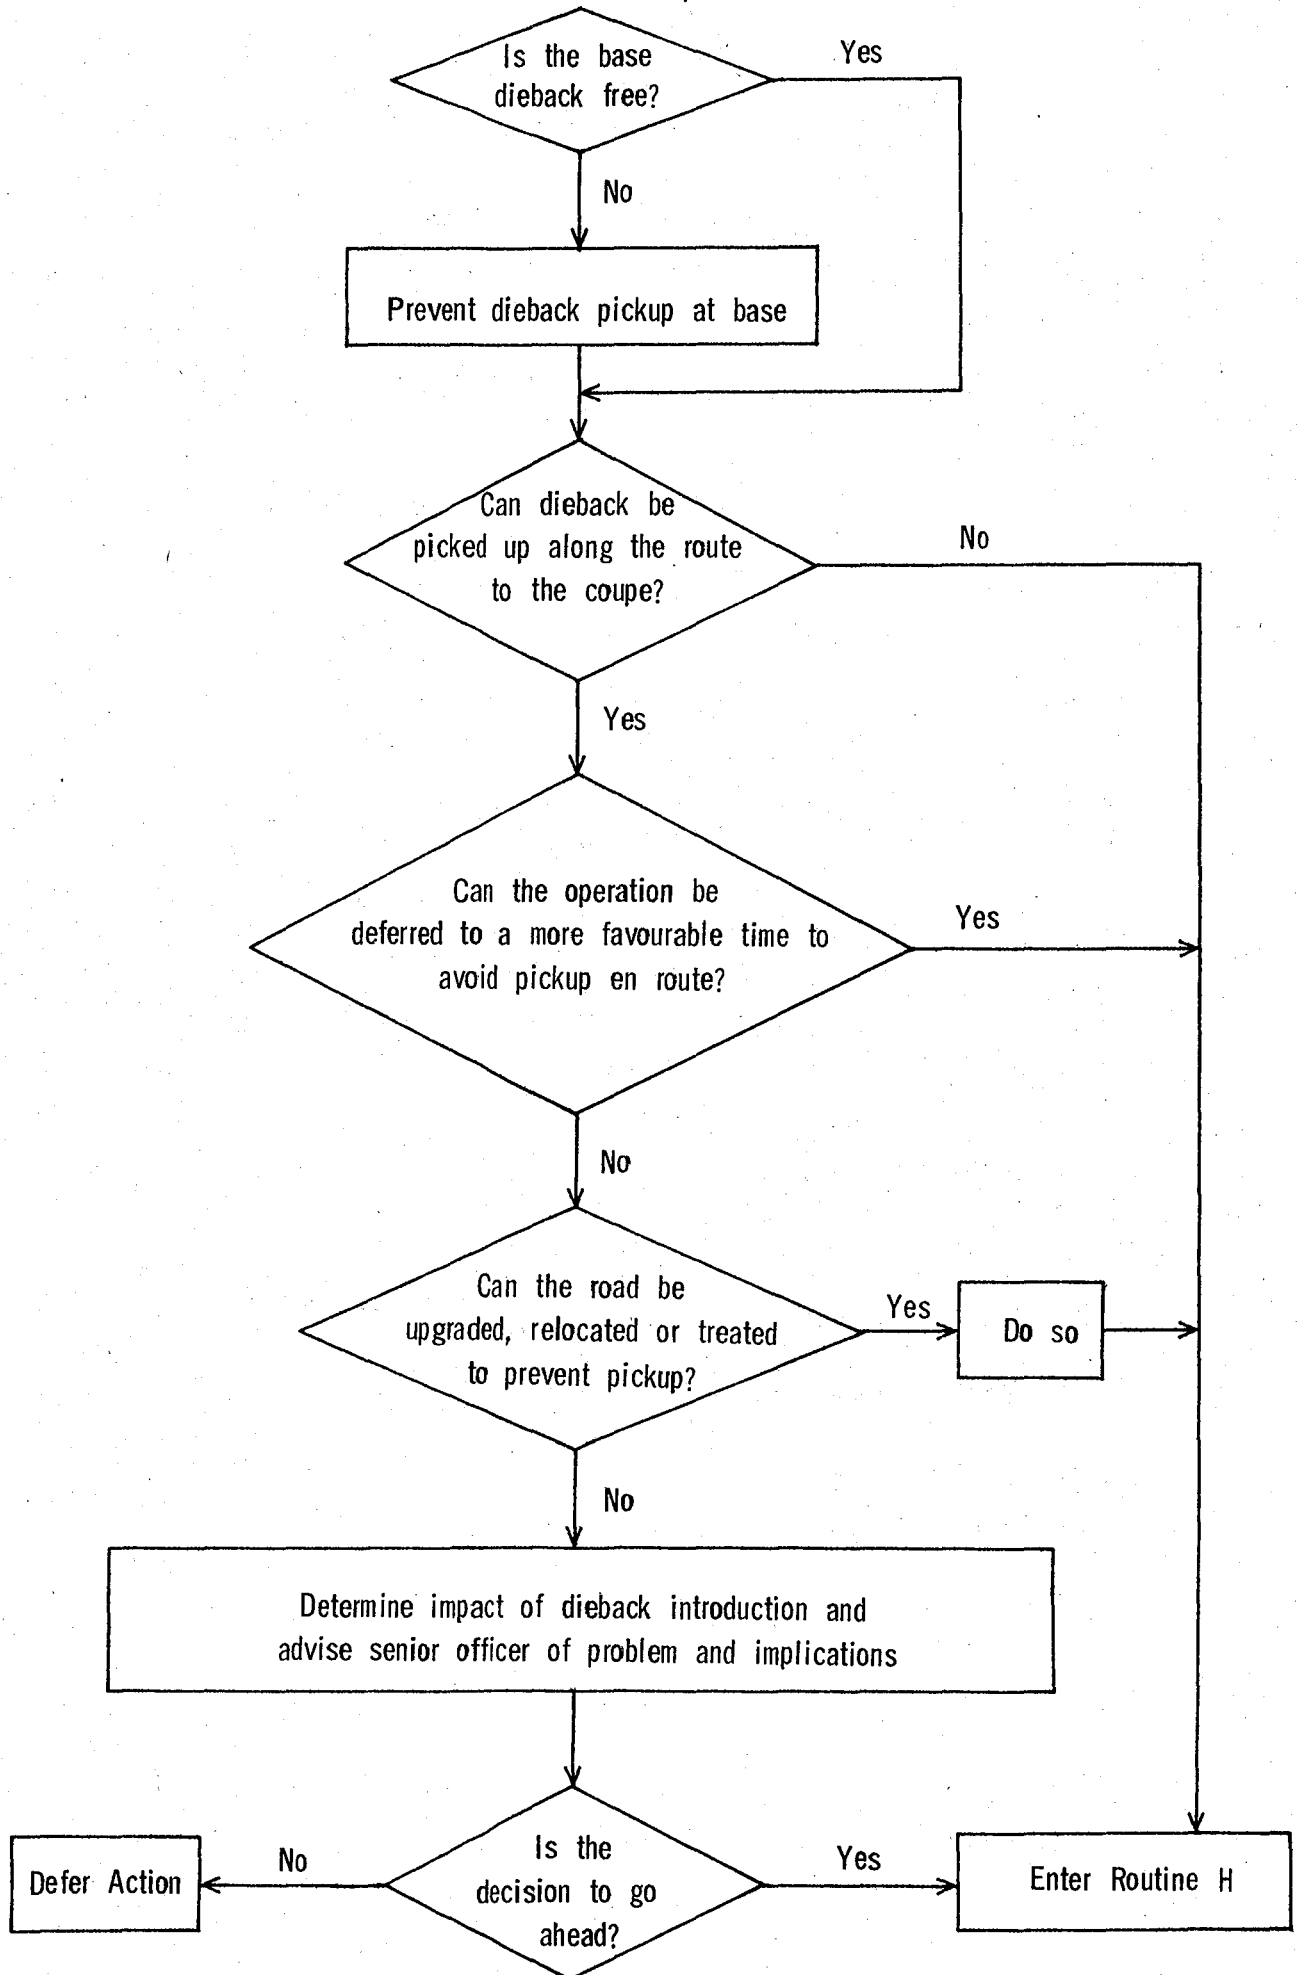 Is the base
dieback free?
Yes
No
Prevent dieback pickup at base
Can dieback be
picked up along the route
to the coupe?
No
Yes
Can the operation be
deferred to a more favourable time to
avoid pickup en route?
Yes
No
Can the road be
upgraded, relocated or treated
to prevent pickup?
Yes
Do so
No
Determine impact of dieback introduction and
advise senior officer of problem and implications
Is the
decision to go
ahead?
No
Defer Action
Yes
Enter Routine H